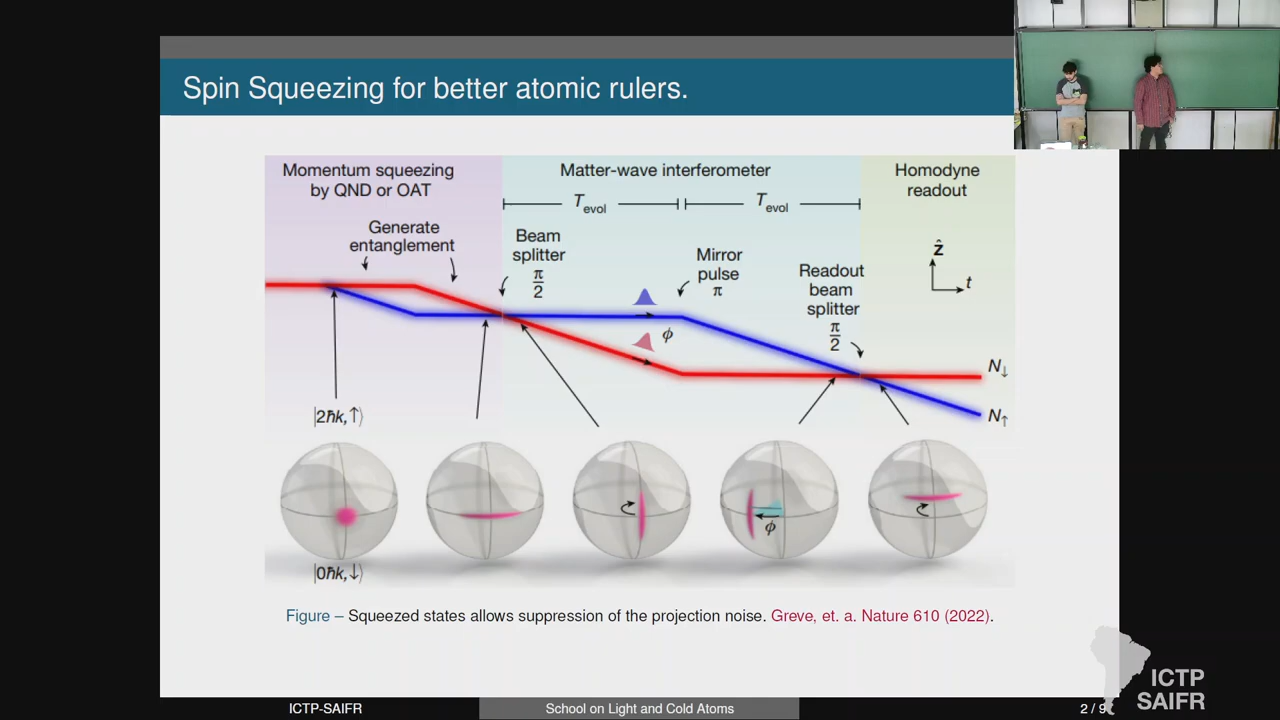 Spin Squeezing for better atomic rulers.
Momentum squeezing
by QND or OAT
Matter-wave interferometer
Homodyne
readout
T_evol
T_evol
Generate
entanglement
Beam
splitter
π/2
Mirror
pulse
π
Readout
beam
splitter
π/2
ẑ
t
ϕ
N↓
N↑
|2ħk,↑⟩
ϕ
|0ħk,↓⟩
Figure – Squeezed states allows suppression of the projection noise. Greve, et. a. Nature 610 (2022).
ICTP-SAIFR
School on Light and Cold Atoms
2 / 9
ICTP
SAIFR